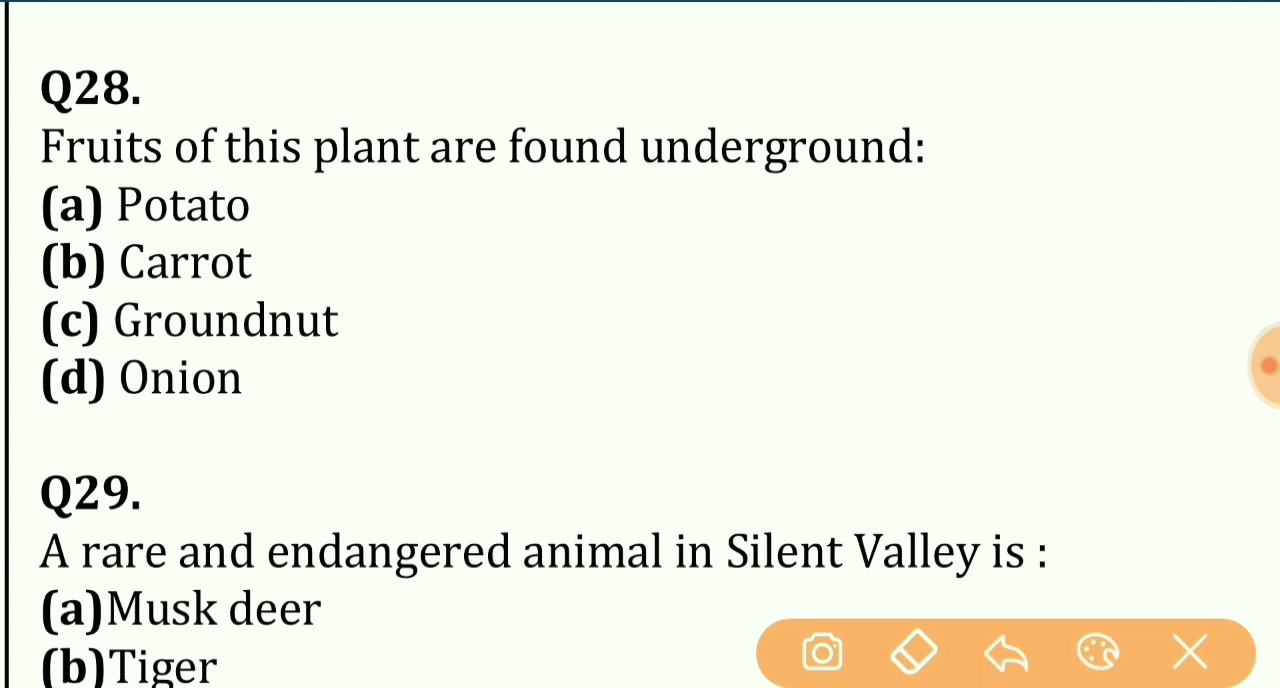 Q28.
Fruits of this plant are found underground:
(a) Potato
(b) Carrot
(c) Groundnut
(d) Onion
Q29.
A rare and endangered animal in Silent Valley is :
(a)Musk deer
(b)Tiger